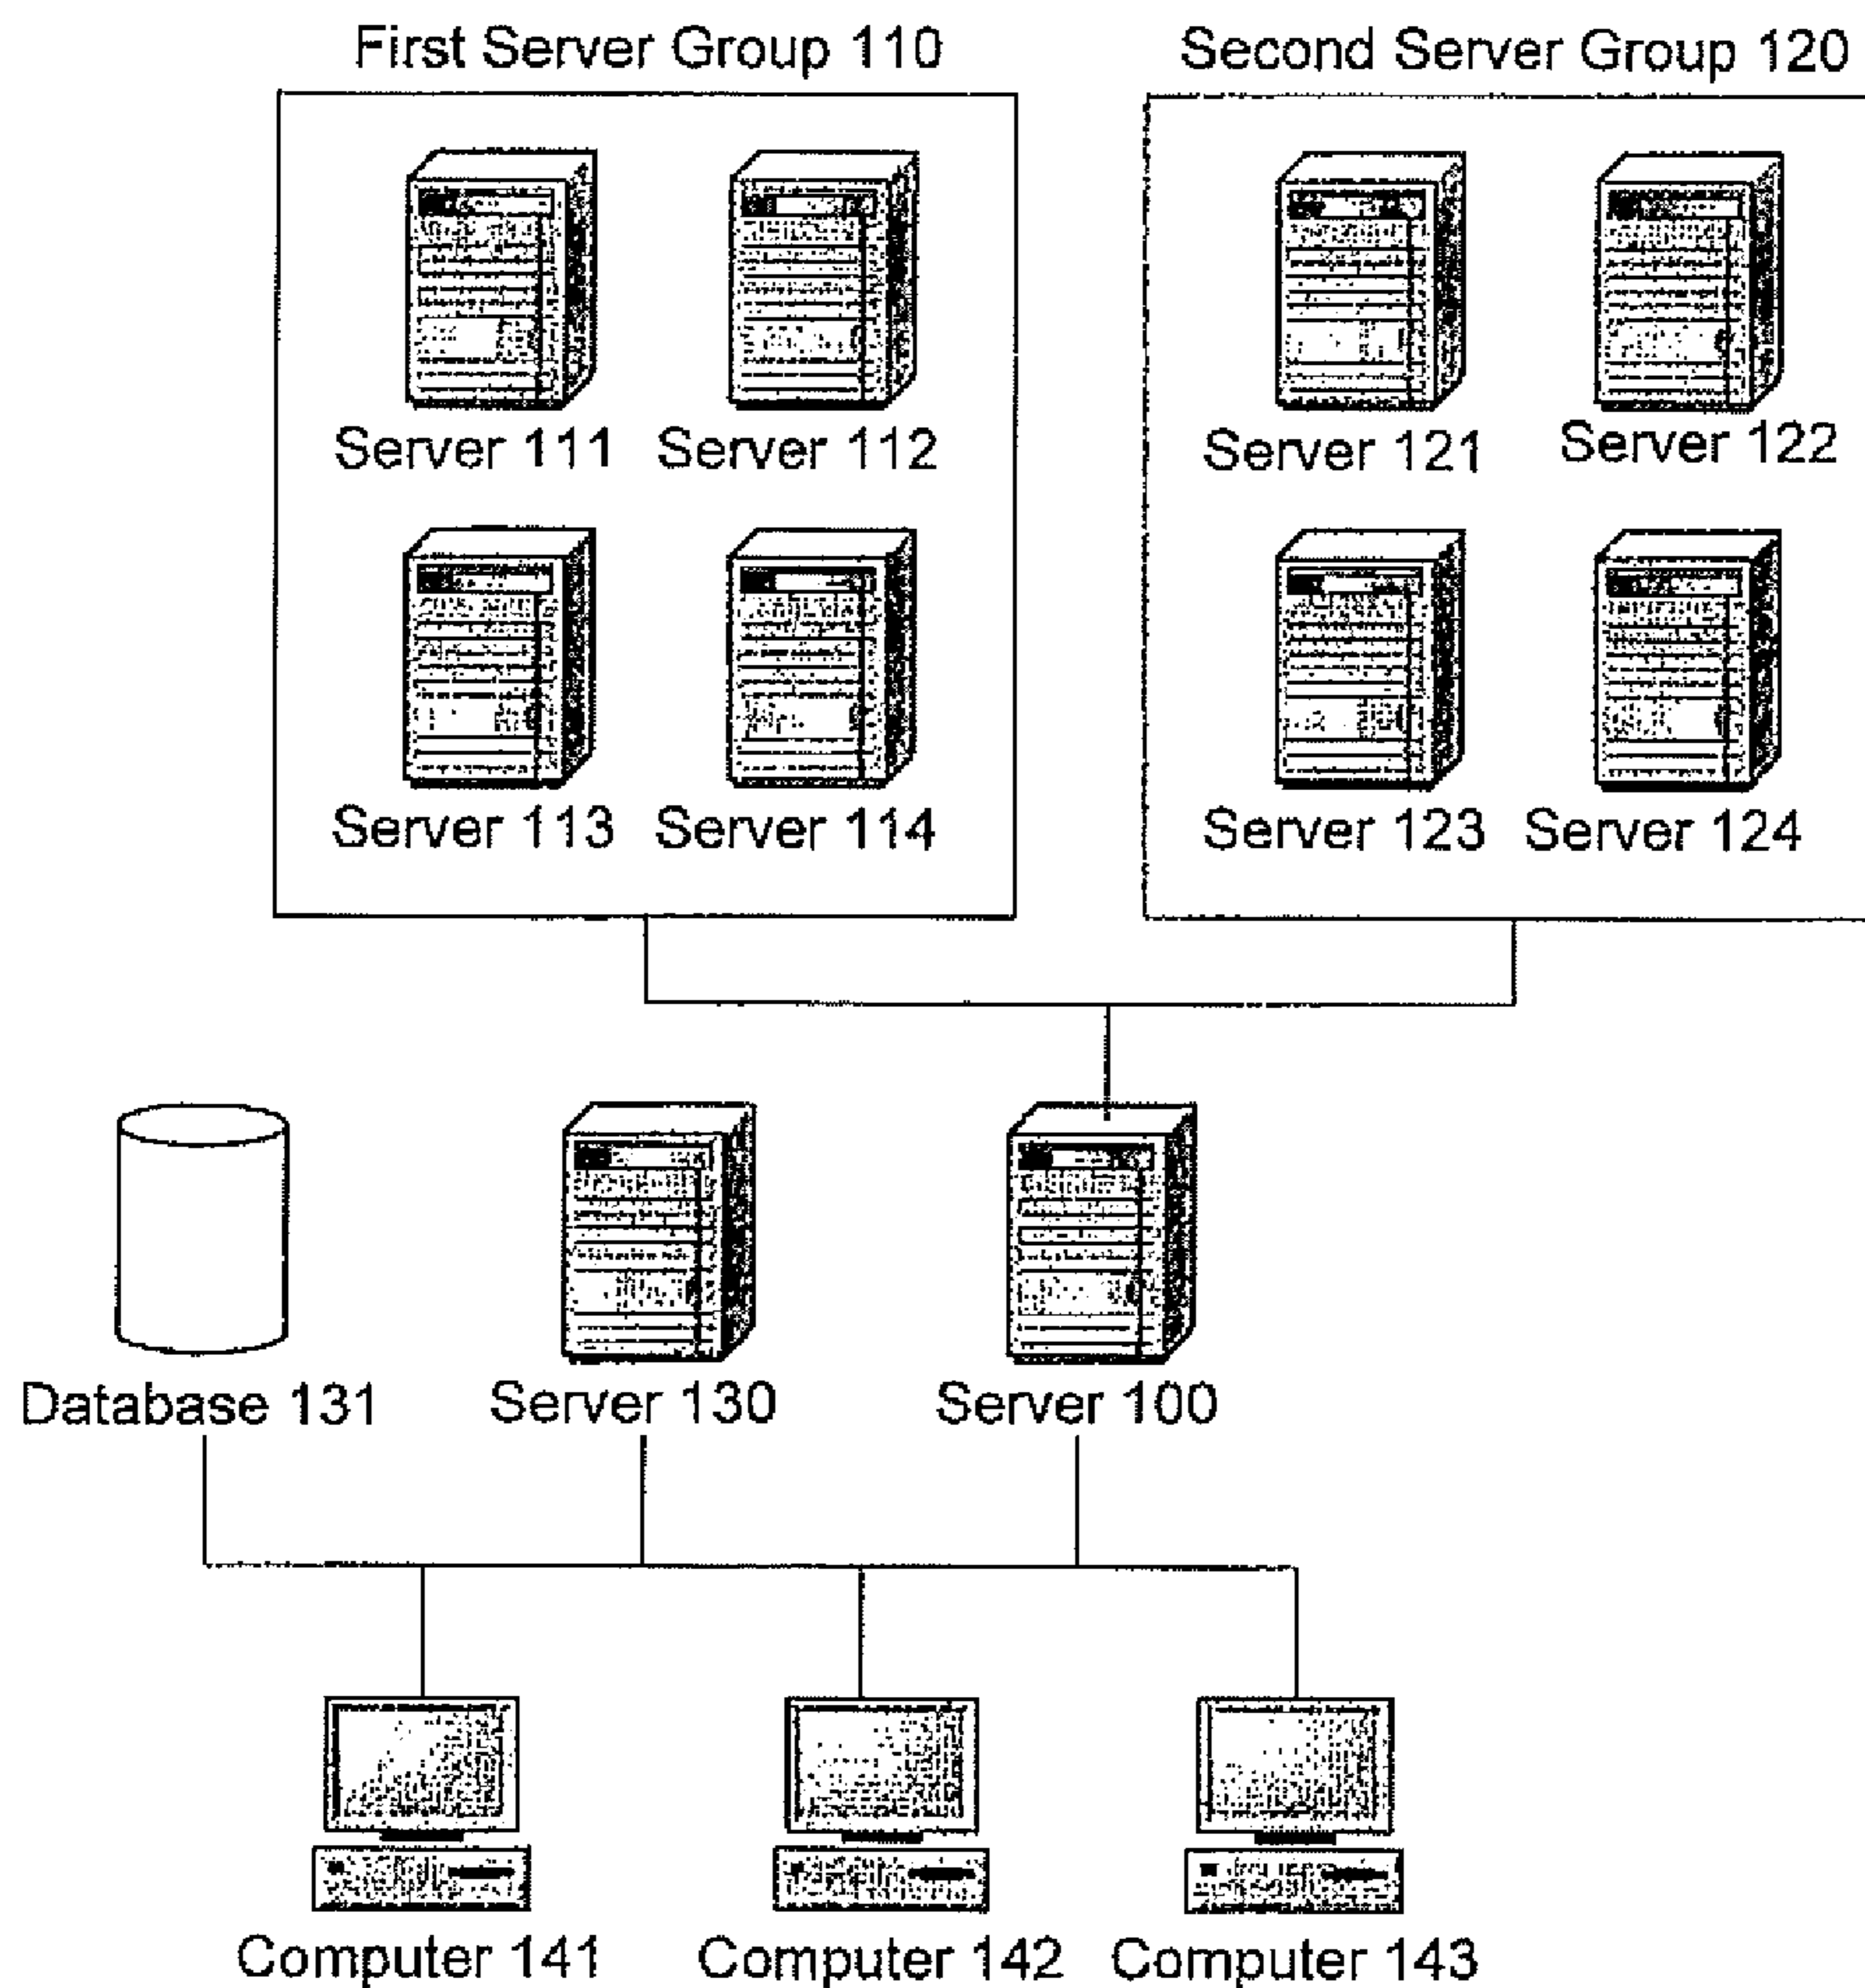 First Server Group 110
Second Server Group 120
Server 111
Server 112
Server 121
Server 122
Server 113
Server 114
Server 123
Server 124
Database 131
Server 130
Server 100
Computer 141
Computer 142
Computer 143